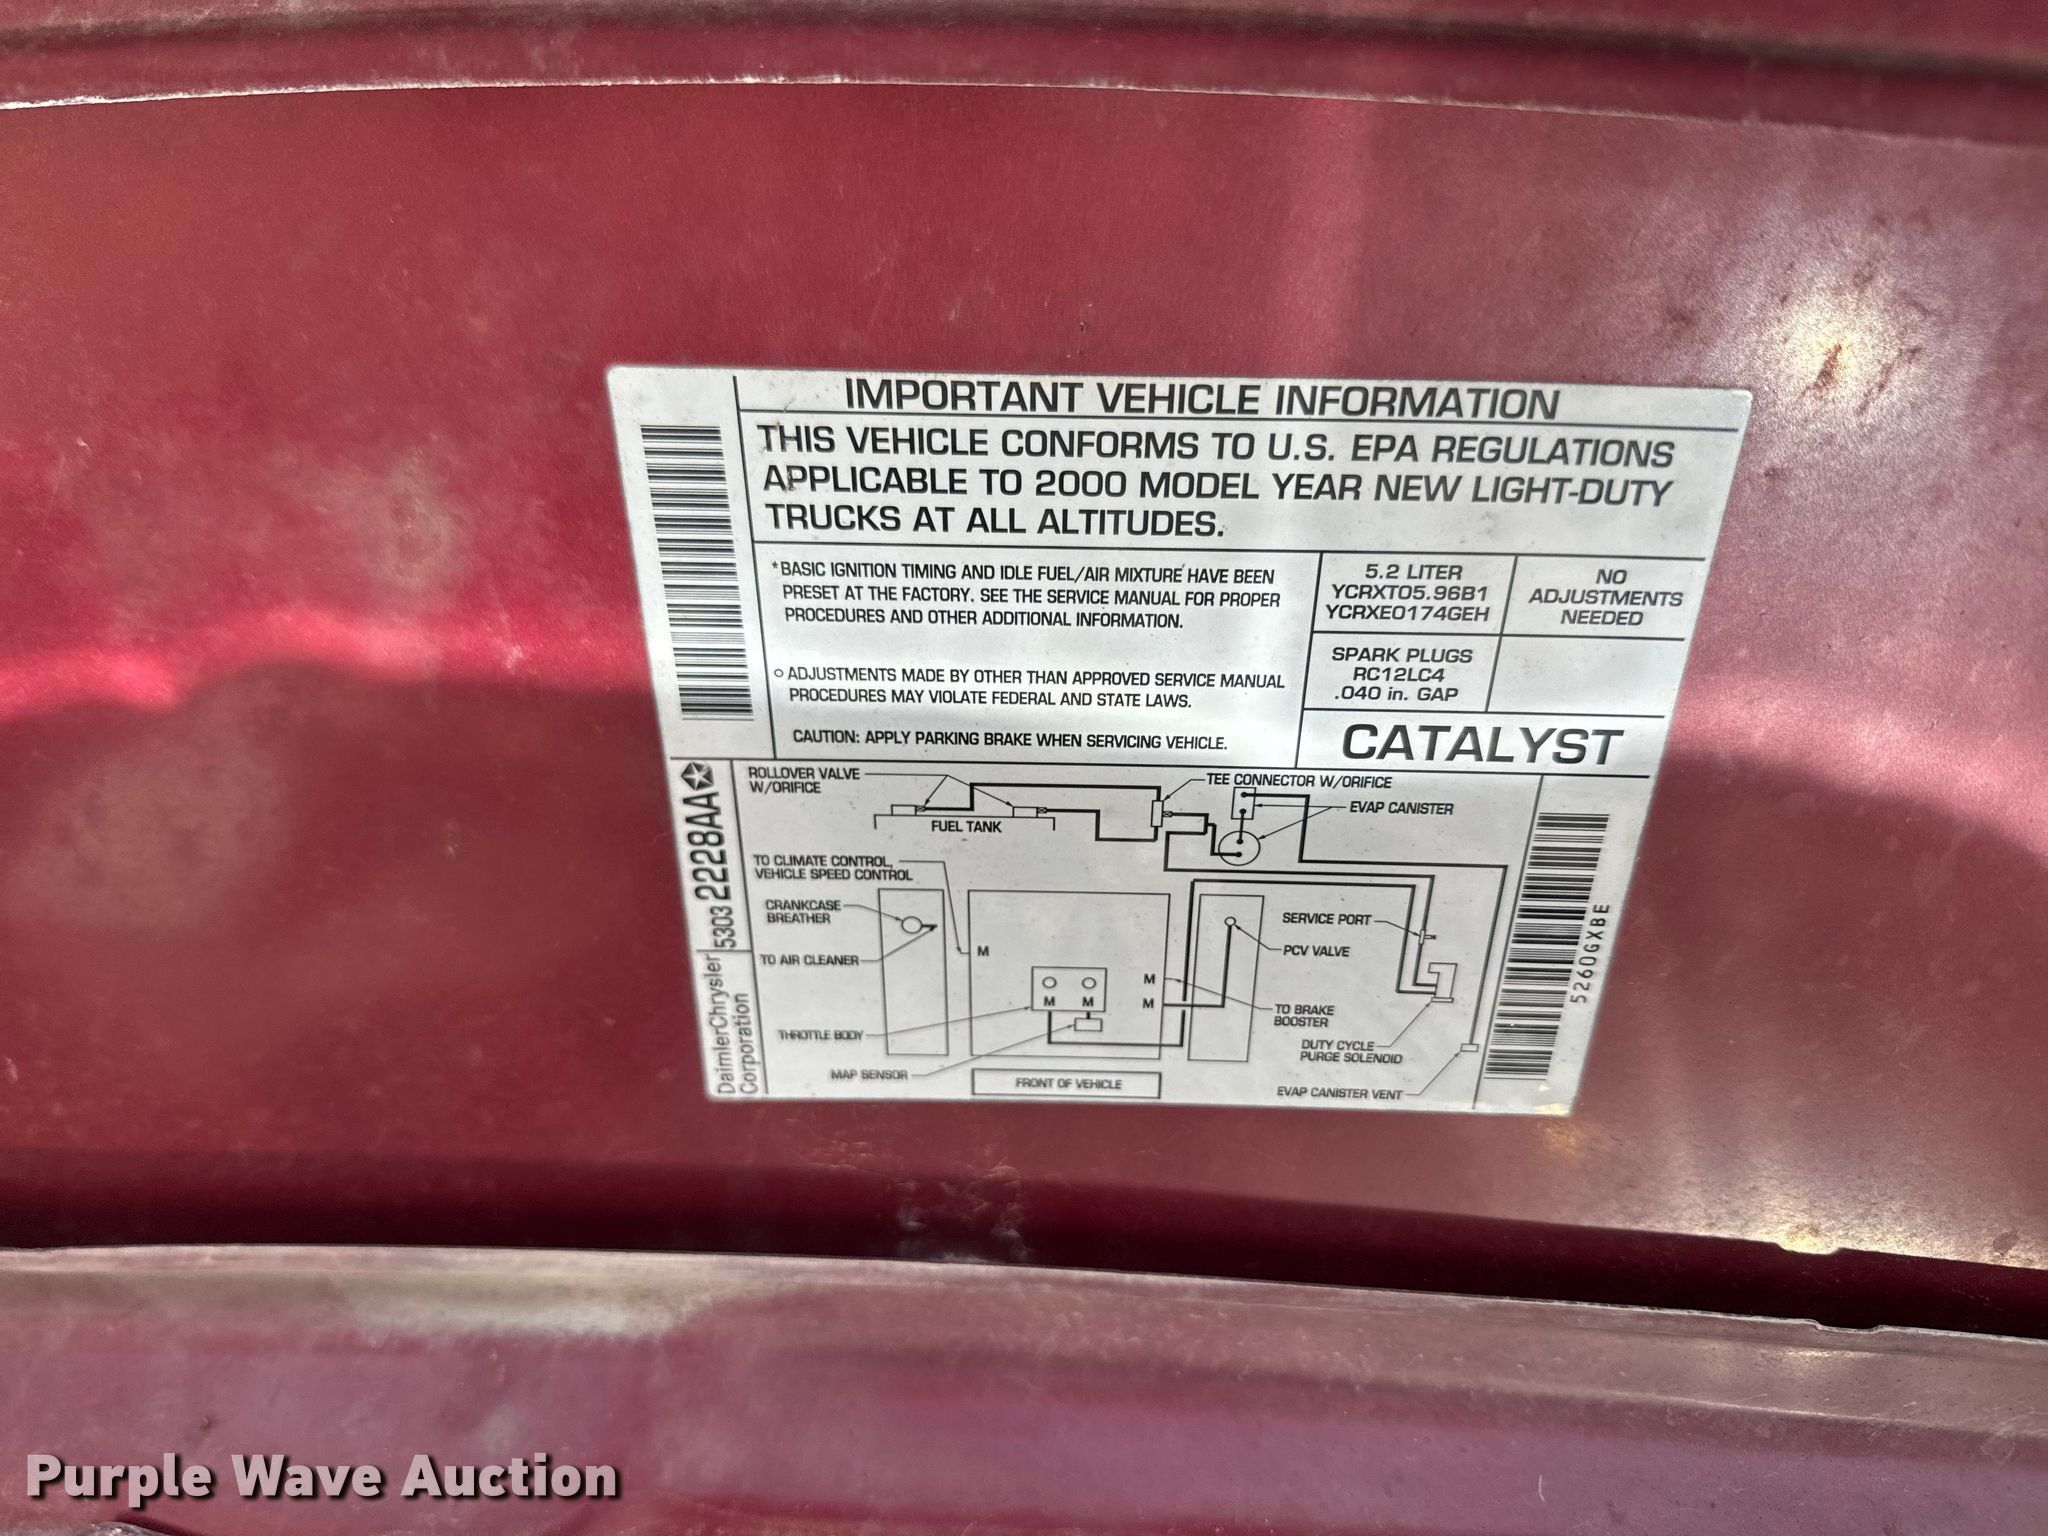 IMPORTANT VEHICLE INFORMATION
THIS VEHICLE CONFORMS TO U.S. EPA REGULATIONS
APPLICABLE TO 2000 MODEL YEAR NEW LIGHT-DUTY
TRUCKS AT ALL ALTITUDES.
*BASIC IGNITION TIMING AND IDLE FUEL/AIR MIXTURE HAVE BEEN
PRESET AT THE FACTORY. SEE THE SERVICE MANUAL FOR PROPER
PROCEDURES AND OTHER ADDITIONAL INFORMATION.
○ ADJUSTMENTS MADE BY OTHER THAN APPROVED SERVICE MANUAL
PROCEDURES MAY VIOLATE FEDERAL AND STATE LAWS.
CAUTION: APPLY PARKING BRAKE WHEN SERVICING VEHICLE.
5.2 LITER
YCRXT05.96B1
YCRXE0174GEH
NO
ADJUSTMENTS
NEEDED
SPARK PLUGS
RC12LC4
.040 in. GAP
CATALYST
DaimlerChrysler
Corporation
5303 2228AA
ROLLOVER VALVE
W/ORIFICE
FUEL TANK
TEE CONNECTOR W/ORIFICE
EVAP CANISTER
TO CLIMATE CONTROL,
VEHICLE SPEED CONTROL
CRANKCASE
BREATHER
TO AIR CLEANER
THROTTLE BODY
MAP SENSOR
M
M
M
M
M
FRONT OF VEHICLE
SERVICE PORT
PCV VALVE
TO BRAKE
BOOSTER
DUTY CYCLE
PURGE SOLENOID
EVAP CANISTER VENT
5260GXBE
Purple Wave Auction